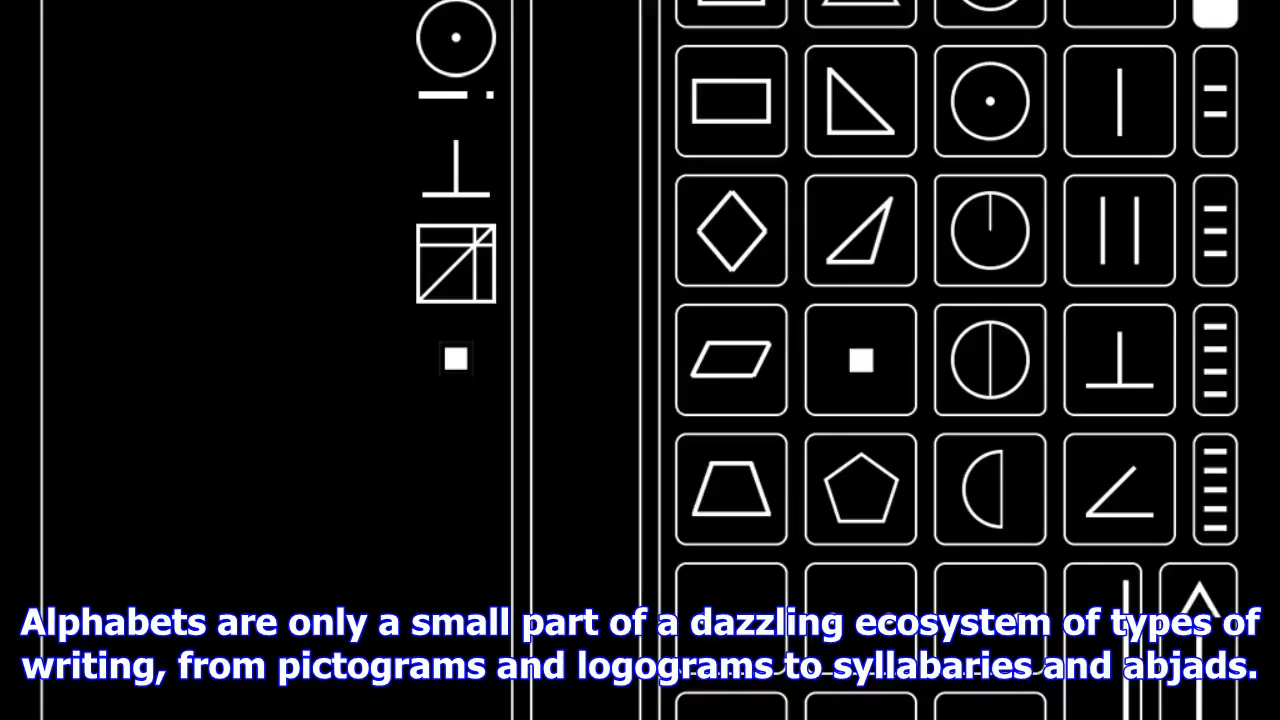 Alphabets are only a small part of a dazzling ecosystem of types of
writing, from pictograms and logograms to syllabaries and abjads.